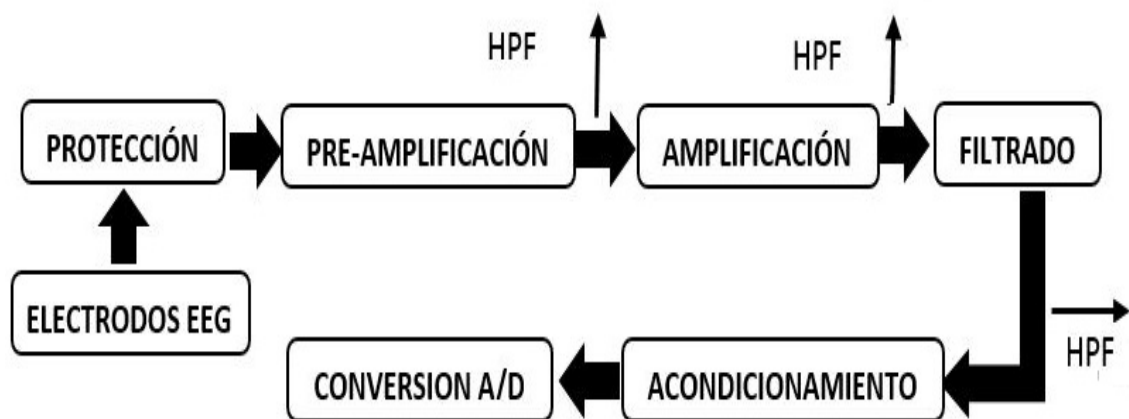 HPF
HPF
PROTECCIÓN
PRE-AMPLIFICACIÓN
AMPLIFICACIÓN
FILTRADO
ELECTRODOS EEG
HPF
CONVERSION A/D
ACONDICIONAMIENTO